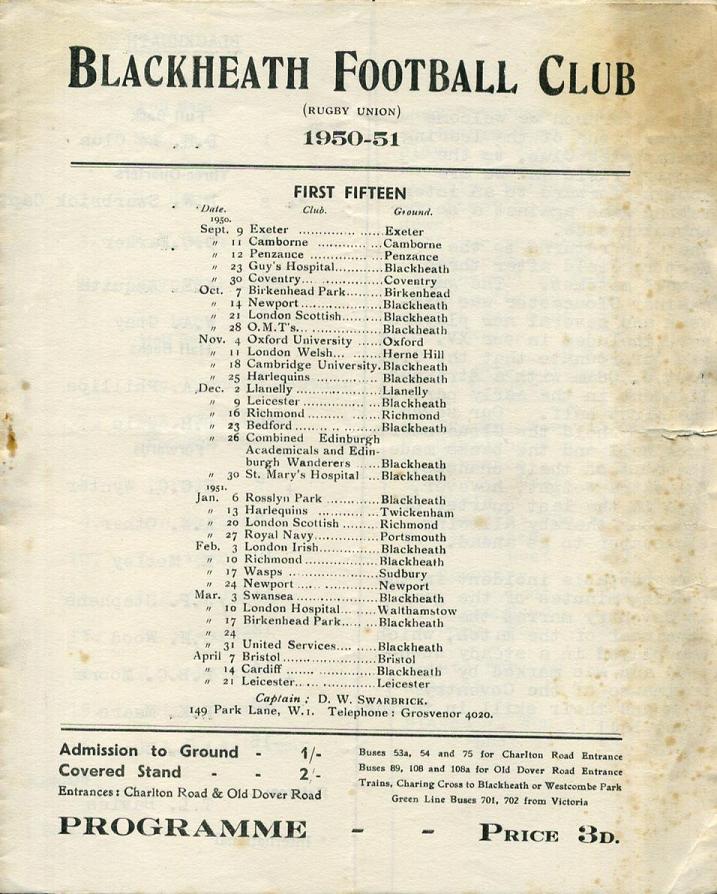 BLACKHEATH FOOTBALL CLUB
(RUGBY UNION)
1950-51
FIRST FIFTEEN
Date. Club. Ground.
1950.
Sept. 9 Exeter ............ ......Exeter
" 11 Camborne ............ ...Camborne
" 12 Penzance ............ ...Penzance
" 23 Guy's Hospital............Blackheath
" 30 Coventry... ..............Coventry
Oct. 7 Birkenhead Park.........Birkenhead
" 14 Newport.....................Blackheath
" 21 London Scottish.........Blackheath
" 28 O.M.T's... ................Blackheath
Nov. 4 Oxford University ......Oxford
" 11 London Welsh... ......Herne Hill
" 18 Cambridge University.Blackheath
" 25 Harlequins ...............Blackheath
Dec. 2 Llanelly .....................Llanelly
" 9 Leicester ..................Blackheath
" 16 Richmond......... ......Richmond
" 23 Bedford... .. .. .. ......Blackheath
" 26 Combined Edinburgh
Academicals and Edin-
burgh Wanderers ......Blackheath
" 30 St. Mary's Hospital ...Blackheath
1951.
Jan. 6 Rosslyn Park ............Blackheath
" 13 Harlequins ...............Twickenham
" 20 London Scottish .........Richmond
" 27 Royal Navy...............Portsmouth
Feb. 3 London Irish...............Blackheath
" 10 Richmond..................Blackheath
" 17 Wasps .....................Sudbury
" 24 Newport.....................Newport
Mar. 3 Swansea .....................Blackheath
" 10 London Hospital... ......Walthamstow
" 17 Birkenhead Park.........Blackheath
" 24
" 31 United Services... ......Blackheath
April 7 Bristol........................Bristol
" 14 Cardiff .....................Blackheath
" 21 Leicester.. .. ............Leicester
Captain : D. W. SWARBRICK.
149 Park Lane, W.1. Telephone : Grosvenor 4020.
Admission to Ground - 1/-
Covered Stand - - 2/-
Entrances : Charlton Road & Old Dover Road
Buses 53a, 54 and 75 for Charlton Road Entrance
Buses 89, 108 and 108a for Old Dover Road Entrance
Trains, Charing Cross to Blackheath or Westcombe Park
Green Line Buses 701, 702 from Victoria
PROGRAMME - - PRICE 3D.